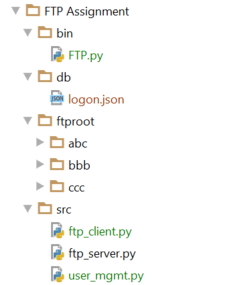 FTP Assignment
bin
FTP.py
db
JSON logon.json
ftproot
abc
bbb
ccc
src
ftp_client.py
ftp_server.py
user_mgmt.py